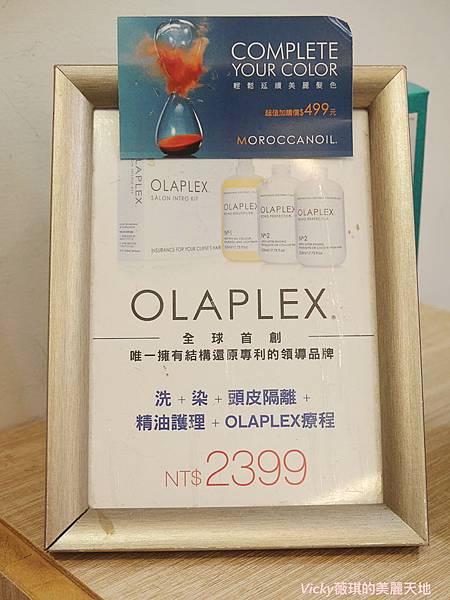 COMPLETE
YOUR COLOR
輕鬆延續美麗髮色
超值加購價$499元
MOROCCANOIL.
OLAPLEX.
SALON INTRO KIT
INSURANCE FOR YOUR CLIENT'S HAIR
OLAPLEX.
Nº1
OLAPLEX.
Nº2
OLAPLEX.
Nº2
OLAPLEX®
全球首創
唯一擁有結構還原專利的領導品牌
洗 + 染 + 頭皮隔離 +
精油護理 + OLAPLEX療程
NT$2399
Vicky薇琪的美麗天地